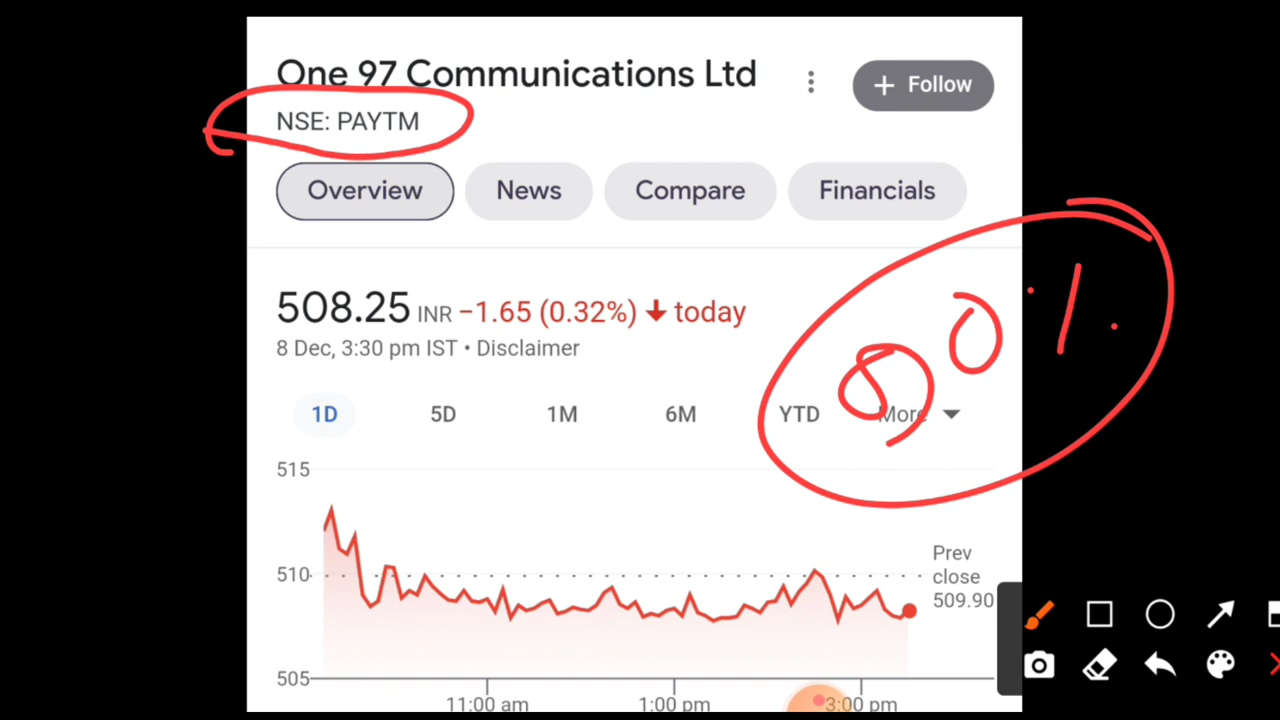 One 97 Communications Ltd
+ Follow
NSE: PAYTM
Overview
News
Compare
Financials
508.25 INR −1.65 (0.32%) ↓ today
8 Dec, 3:30 pm IST • Disclaimer
80 %
1D
5D
1M
6M
YTD
More
515
510
505
Prev
close
509.90
11:00 am
1:00 pm
3:00 pm